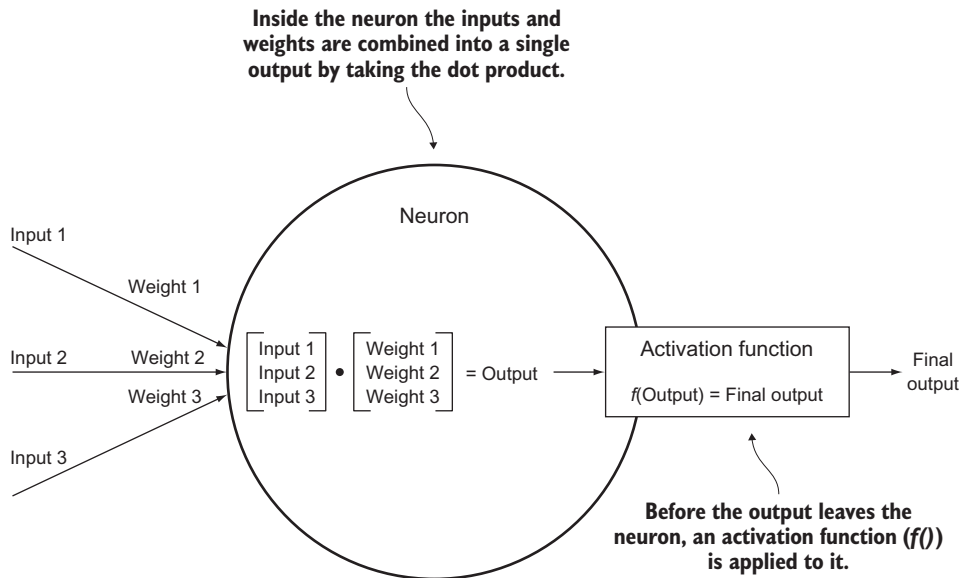 Inside the neuron the inputs and
weights are combined into a single
output by taking the dot product.
Neuron
Input 1
Weight 1
Input 2
Weight 2
Weight 3
Input 3
Input 1
Input 2
Input 3
•
Weight 1
Weight 2
Weight 3
= Output
Activation function
f(Output) = Final output
Final
output
Before the output leaves the
neuron, an activation function (f())
is applied to it.